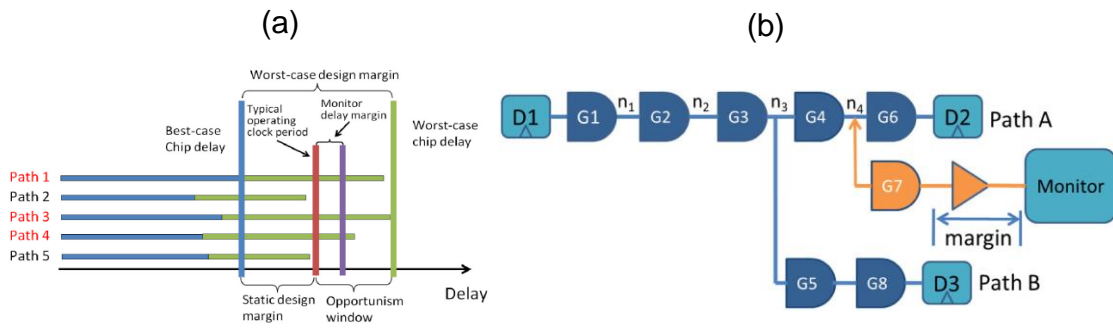 (a)
Worst-case design margin
Typical
operating
clock period
Monitor
delay margin
Best-case
Chip delay
Worst-case
chip delay
Path 1
Path 2
Path 3
Path 4
Path 5
Static design
margin
Opportunism
window
Delay
(b)
D1
G1
n1
G2
n2
G3
n3
G4
n4
G6
D2
Path A
G7
Monitor
margin
G5
G8
D3
Path B